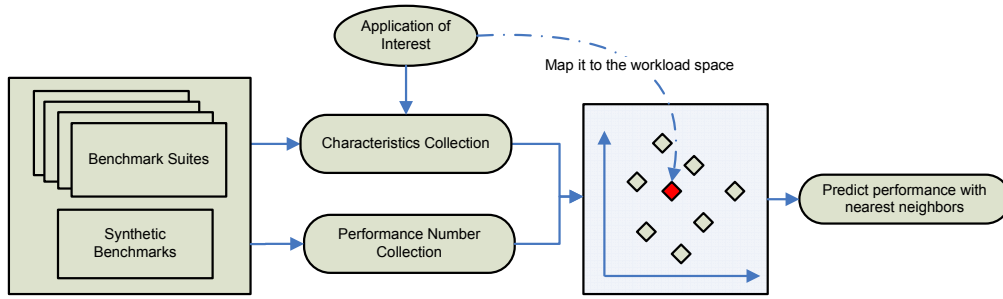 Application of
Interest
Map it to the workload space
Benchmark Suites
Characteristics Collection
Synthetic
Benchmarks
Performance Number
Collection
Predict performance with
nearest neighbors